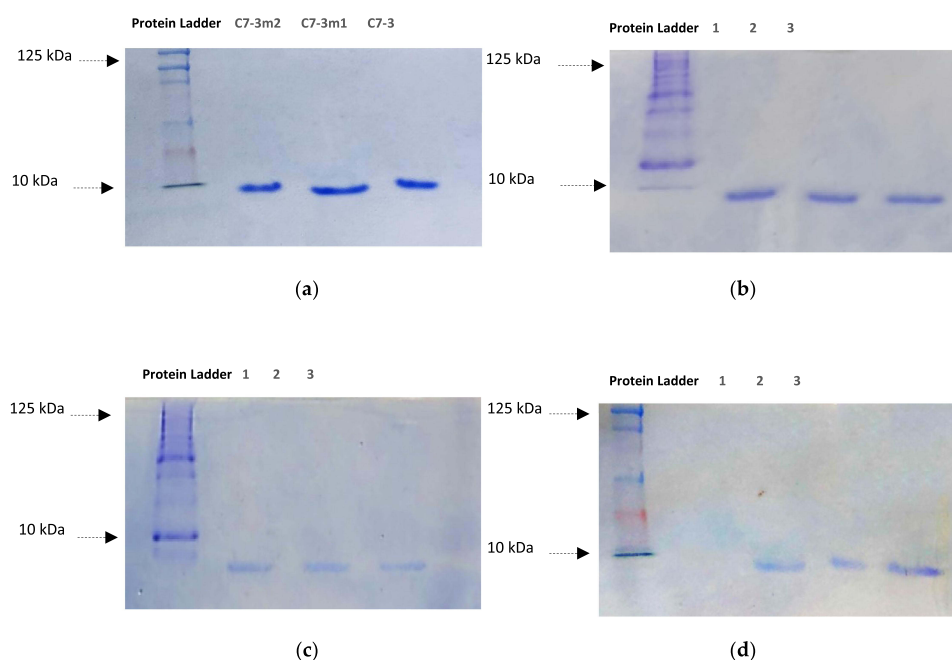 Protein Ladder C7-3m2 C7-3m1 C7-3
125 kDa
10 kDa
(a)
Protein Ladder 1 2 3
125 kDa
10 kDa
(b)
Protein Ladder 1 2 3
125 kDa
10 kDa
(c)
Protein Ladder 1 2 3
125 kDa
10 kDa
(d)